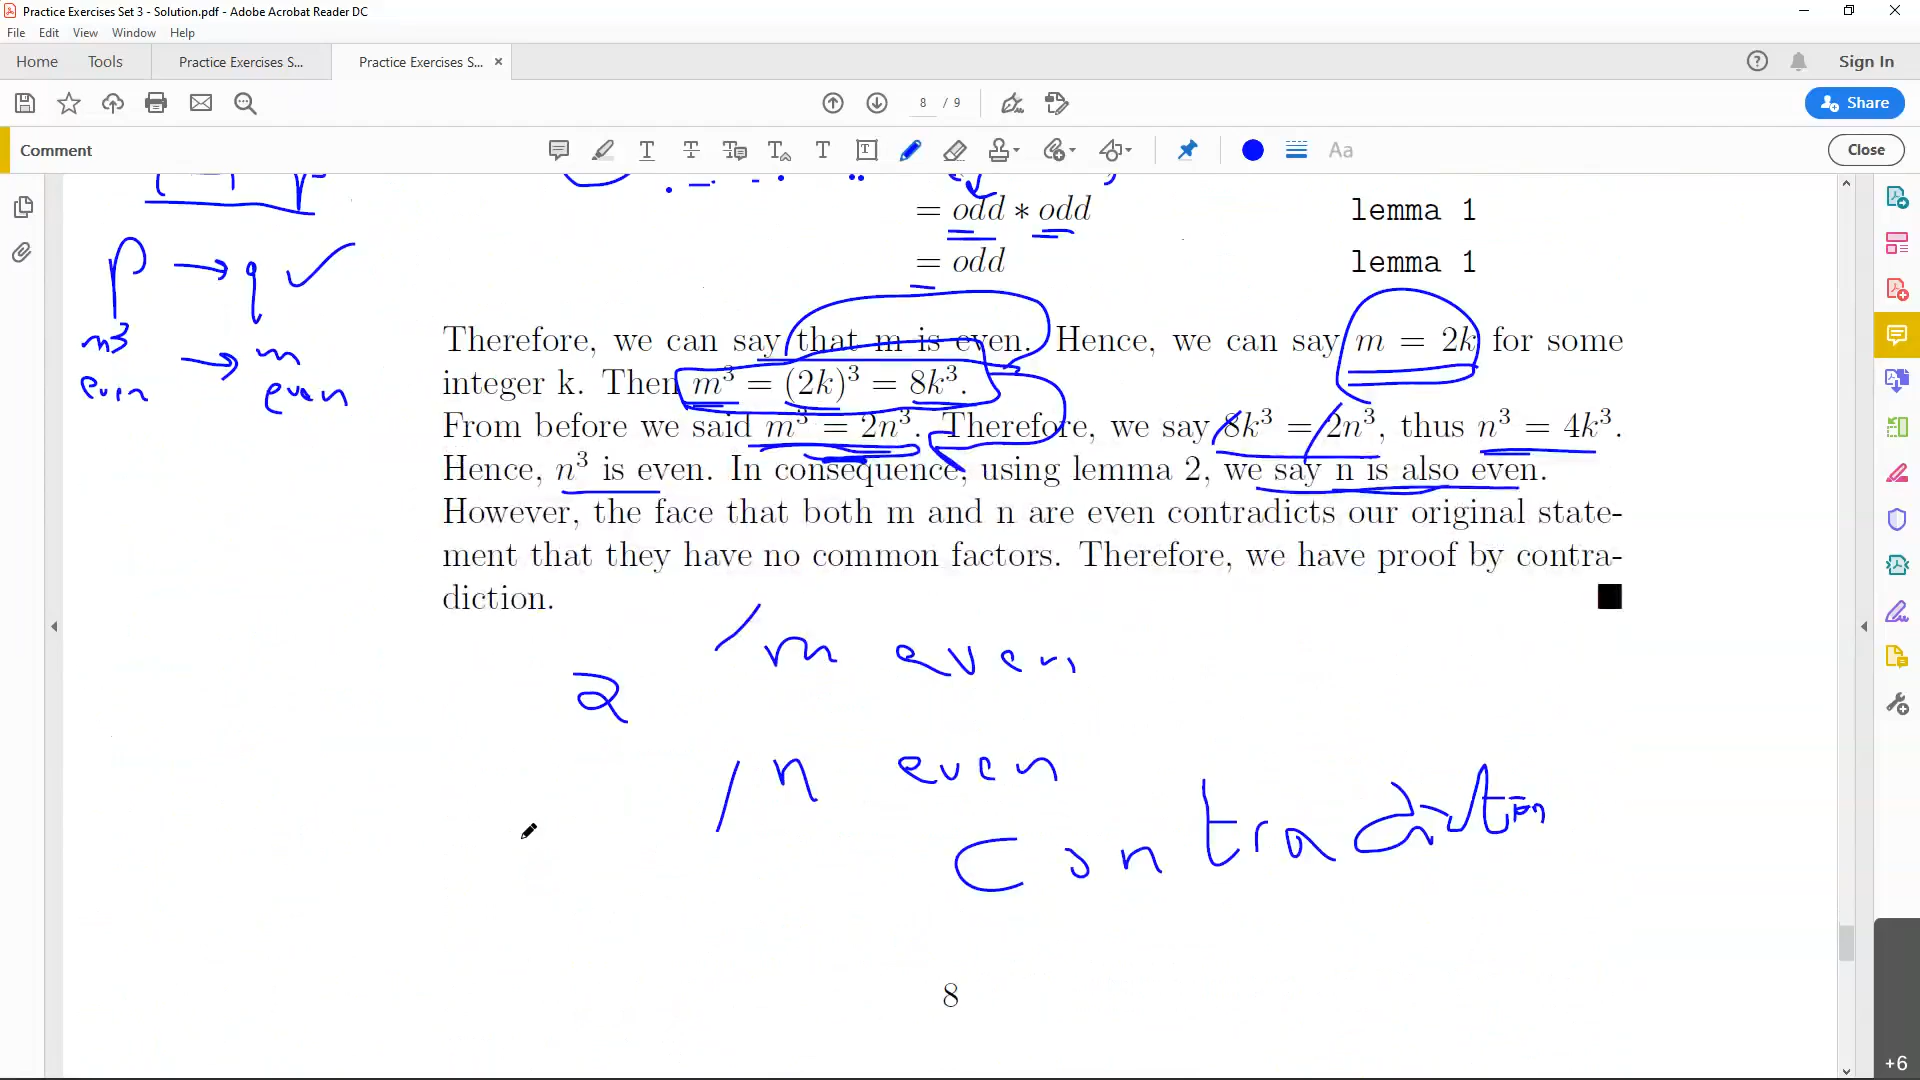 Practice Exercises Set 3 - Solution.pdf - Adobe Acrobat Reader DC
File Edit View Window Help
Home Tools Practice Exercises S... Practice Exercises S... ×
Sign In
8 / 9
Share
Comment
Aa
Close
= odd ∗ odd lemma 1
= odd lemma 1
p → q ✓
m³ even → m even
Therefore, we can say that m is even. Hence, we can say m = 2k for some
integer k. Then m³ = (2k)³ = 8k³.
From before we said m³ = 2n³. Therefore, we say 8k³ = 2n³, thus n³ = 4k³.
Hence, n³ is even. In consequence, using lemma 2, we say n is also even.
However, the face that both m and n are even contradicts our original state-
ment that they have no common factors. Therefore, we have proof by contra-
diction.
2 / m even
/ n even
8
+6